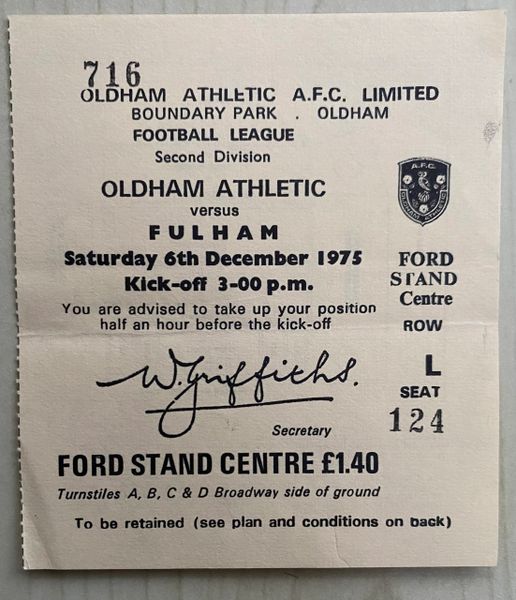 716
OLDHAM ATHLETIC A.F.C. LIMITED
BOUNDARY PARK . OLDHAM
FOOTBALL LEAGUE
Second Division
OLDHAM ATHLETIC
versus
FULHAM
Saturday 6th December 1975
Kick-off 3-00 p.m.
You are advised to take up your position
half an hour before the kick-off
A.F.C.
OLDHAM ATHLETIC
FORD
STAND
Centre
ROW
L
SEAT
124
W. Griffiths.
Secretary
FORD STAND CENTRE £1.40
Turnstiles A, B, C & D Broadway side of ground
To be retained (see plan and conditions on back)